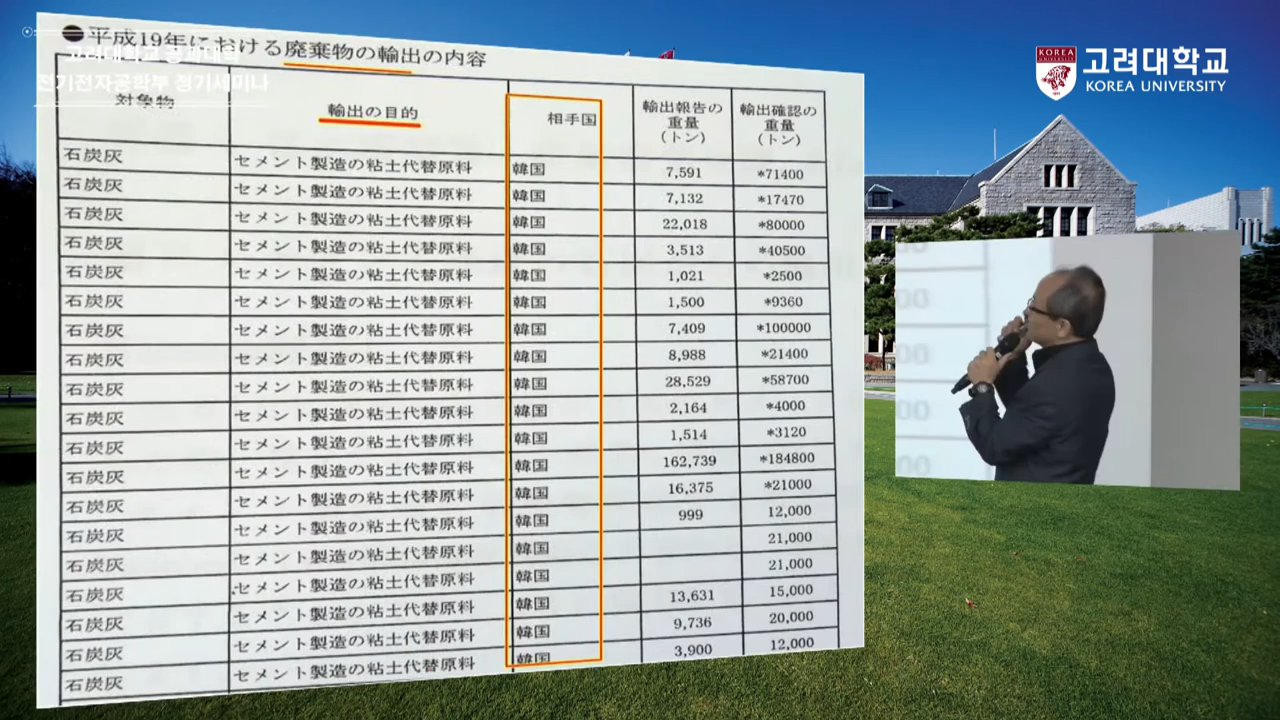 ●平成19年における廃棄物の輸出の内容
고려대학교 공과대학
전기전자공학부 정기세미나
対象物 輸出の目的 相手国 輸出報告の重量(トン) 輸出確認の重量(トン)
石炭灰 セメント製造の粘土代替原料 韓国 7,591 *71400
石炭灰 セメント製造の粘土代替原料 韓国 7,132 *17470
石炭灰 セメント製造の粘土代替原料 韓国 22,018 *80000
石炭灰 セメント製造の粘土代替原料 韓国 3,513 *40500
石炭灰 セメント製造の粘土代替原料 韓国 1,021 *2500
石炭灰 セメント製造の粘土代替原料 韓国 1,500 *9360
石炭灰 セメント製造の粘土代替原料 韓国 7,409 *100000
石炭灰 セメント製造の粘土代替原料 韓国 8,988 *21400
石炭灰 セメント製造の粘土代替原料 韓国 28,529 *58700
石炭灰 セメント製造の粘土代替原料 韓国 2,164 *4000
石炭灰 セメント製造の粘土代替原料 韓国 1,514 *3120
石炭灰 セメント製造の粘土代替原料 韓国 162,739 *184800
石炭灰 セメント製造の粘土代替原料 韓国 16,375 *21000
石炭灰 セメント製造の粘土代替原料 韓国 999 12,000
石炭灰 セメント製造の粘土代替原料 韓国 21,000
石炭灰 セメント製造の粘土代替原料 韓国 21,000
石炭灰 セメント製造の粘土代替原料 韓国 13,631 15,000
石炭灰 セメント製造の粘土代替原料 韓国 9,736 20,000
石炭灰 セメント製造の粘土代替原料 韓国 3,900 12,000
KOREA
고려대학교
KOREA UNIVERSITY
00
00
00
00
00